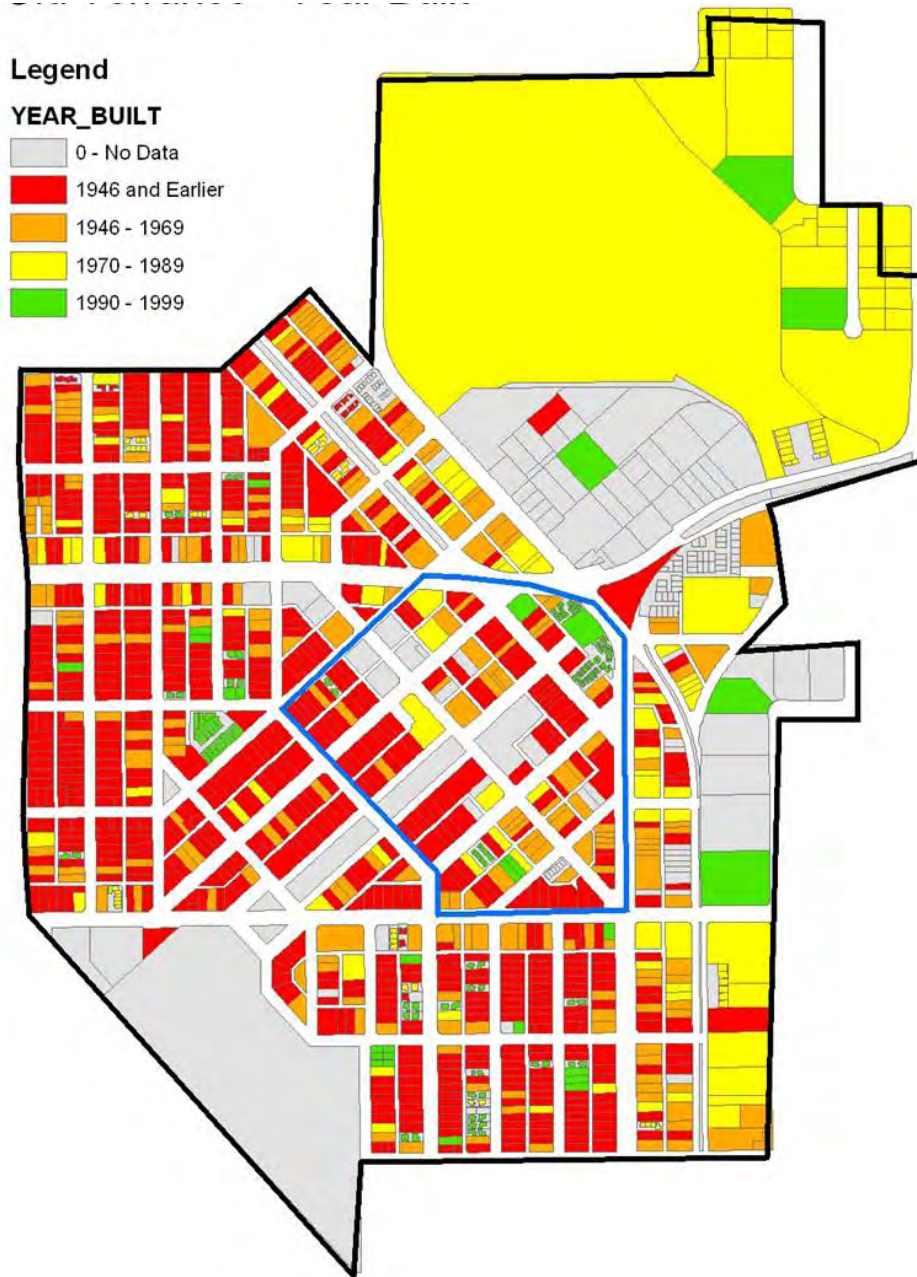 Legend
YEAR_BUILT
0 - No Data
1946 and Earlier
1946 - 1969
1970 - 1989
1990 - 1999